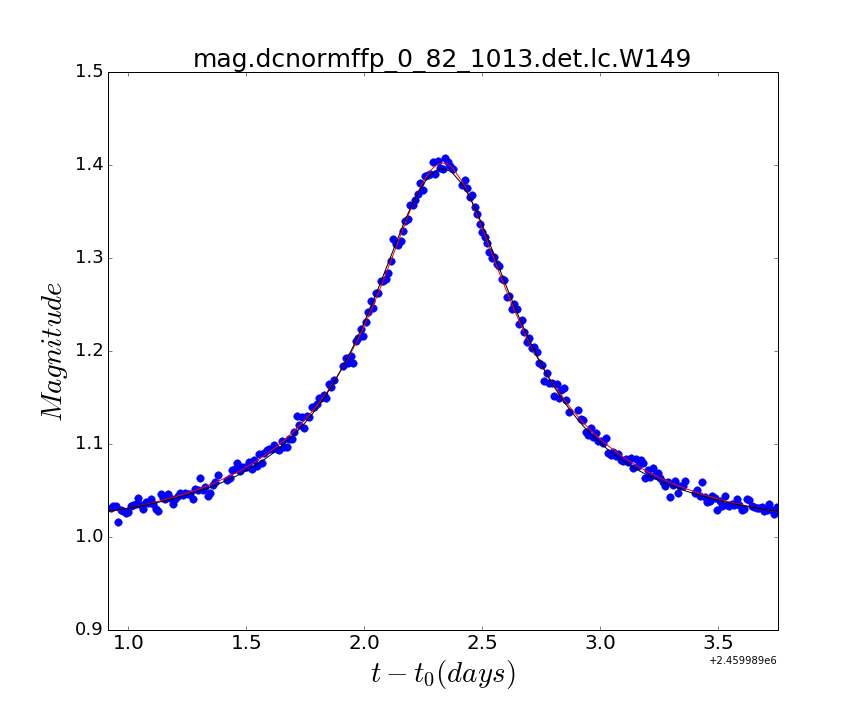 mag.dcnormffp_0_82_1013.det.lc.W149
1.5
1.4
1.3
1.2
1.1
1.0
0.9
Magnitude
1.0 1.5 2.0 2.5 3.0 3.5
+2.459989e6
t − t₀(days)